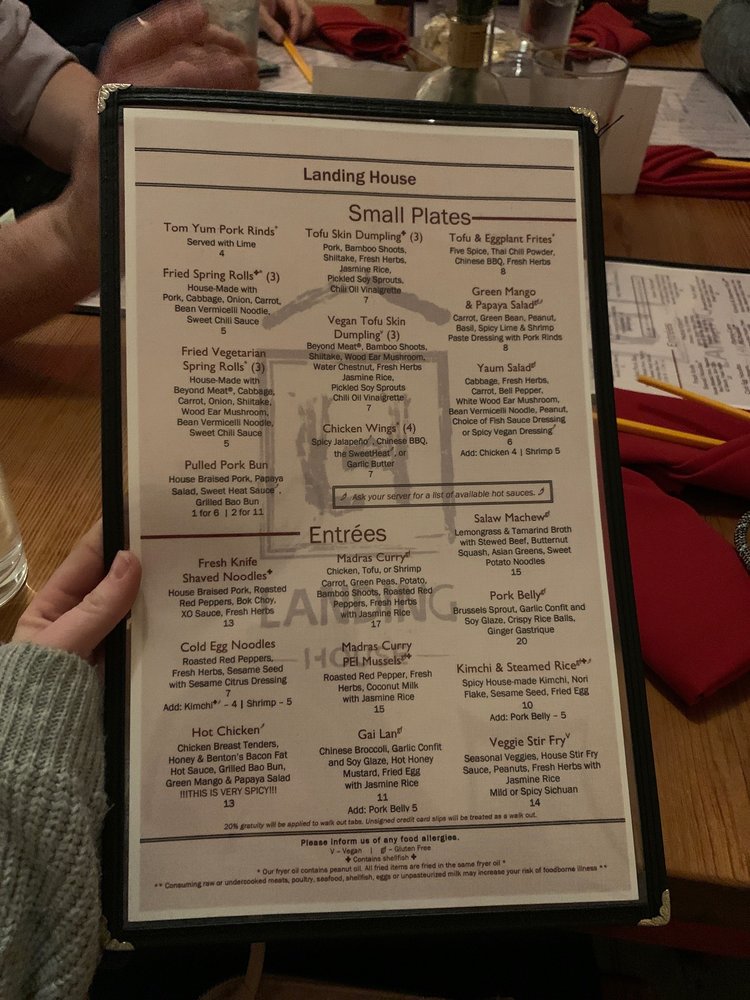 Landing House
Small Plates
Tom Yum Pork Rinds*
Served with Lime
4
Fried Spring Rolls✦* (3)
House-Made with
Pork, Cabbage, Onion, Carrot,
Bean Vermicelli Noodle,
Sweet Chili Sauce
5
Fried Vegetarian
Spring Rolls* (3)
House-Made with
Beyond Meat®, Cabbage,
Carrot, Onion, Shiitake,
Wood Ear Mushroom,
Bean Vermicelli Noodle,
Sweet Chili Sauce
5
Pulled Pork Bun
House Braised Pork, Papaya
Salad, Sweet Heat Sauce,
Grilled Bao Bun
1 for 6 | 2 for 11
Tofu Skin Dumpling✦ (3)
Pork, Bamboo Shoots,
Shiitake, Fresh Herbs,
Jasmine Rice,
Pickled Soy Sprouts,
Chili Oil Vinaigrette
7
Vegan Tofu Skin
Dumpling (3)
Beyond Meat®, Bamboo Shoots,
Shiitake, Wood Ear Mushroom,
Water Chestnut, Fresh Herbs
Jasmine Rice,
Pickled Soy Sprouts
Chili Oil Vinaigrette
7
Chicken Wings* (4)
Spicy Jalapeño, Chinese BBQ,
the SweetHeat, or
Garlic Butter
7
Tofu & Eggplant Frites*
Five Spice, Thai Chili Powder,
Chinese BBQ, Fresh Herbs
8
Green Mango
& Papaya Salad
Carrot, Green Bean, Peanut,
Basil, Spicy Lime & Shrimp
Paste Dressing with Pork Rinds
8
Yaum Salad
Cabbage, Fresh Herbs,
Carrot, Bell Pepper,
White Wood Ear Mushroom,
Bean Vermicelli Noodle, Peanut,
Choice of Fish Sauce Dressing
or Spicy Vegan Dressing
6
Add: Chicken 4 | Shrimp 5
Ask your server for a list of available hot sauces.
Entrées
Fresh Knife
Shaved Noodles✦
House Braised Pork, Roasted
Red Peppers, Bok Choy,
XO Sauce, Fresh Herbs
13
Cold Egg Noodles
Roasted Red Peppers,
Fresh Herbs, Sesame Seed
with Sesame Citrus Dressing
7
Add: Kimchi✦ – 4 | Shrimp – 5
Hot Chicken
Chicken Breast Tenders,
Honey & Benton's Bacon Fat
Hot Sauce, Grilled Bao Bun,
Green Mango & Papaya Salad
!!!THIS IS VERY SPICY!!!
13
Madras Curry
Chicken, Tofu, or Shrimp
Carrot, Green Peas, Potato,
Bamboo Shoots, Roasted Red
Peppers, Fresh Herbs
with Jasmine Rice
17
Madras Curry
PEI Mussels✦
Roasted Red Pepper, Fresh
Herbs, Coconut Milk
with Jasmine Rice
15
Gai Lan
Chinese Broccoli, Garlic Confit
and Soy Glaze, Hot Honey
Mustard, Fried Egg
with Jasmine Rice
11
Add: Pork Belly 5
Salaw Machew
Lemongrass & Tamarind Broth
with Stewed Beef, Butternut
Squash, Asian Greens, Sweet
Potato Noodles
15
Pork Belly
Brussels Sprout, Garlic Confit and
Soy Glaze, Crispy Rice Balls,
Ginger Gastrique
20
Kimchi & Steamed Rice✦
Spicy House-made Kimchi, Nori
Flake, Sesame Seed, Fried Egg
10
Add: Pork Belly – 5
Veggie Stir Fry V
Seasonal Veggies, House Stir Fry
Sauce, Peanuts, Fresh Herbs with
Jasmine Rice
Mild or Spicy Sichuan
14
LANDING
HOUSE
20% gratuity will be applied to walk out tabs. Unsigned credit card slips will be treated as a walk out.
Please inform us of any food allergies.
V – Vegan | gf – Gluten Free
✦ Contains shellfish ✦
* Our fryer oil contains peanut oil. All fried items are fried in the same fryer oil *
** Consuming raw or undercooked meats, poultry, seafood, shellfish, eggs or unpasteurized milk may increase your risk of foodborne illness **